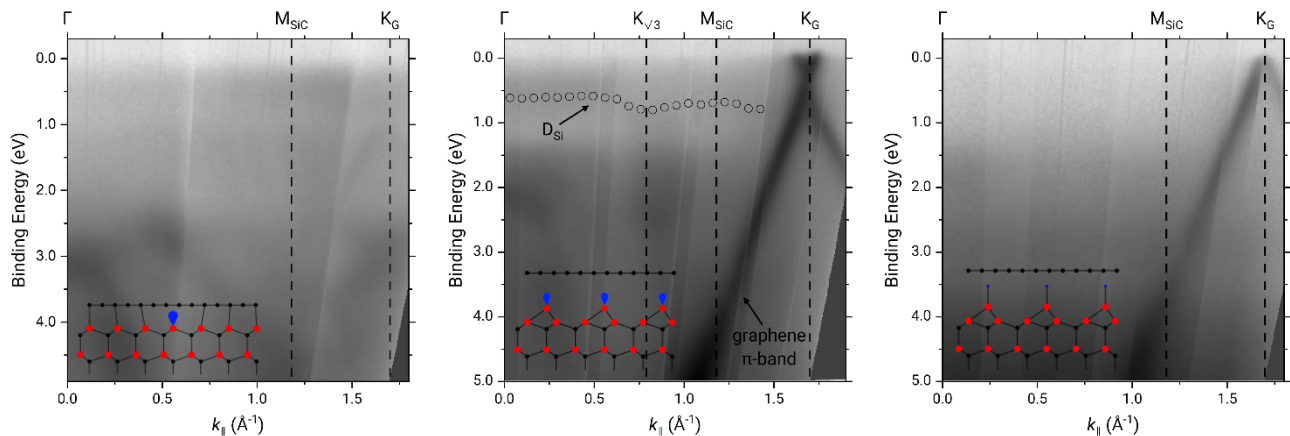 Γ M_SiC K_G
Binding Energy (eV)
0.0
1.0
2.0
3.0
4.0
0.0 0.5 1.0 1.5
k_|| (Å⁻¹)
Γ K_√3 M_SiC K_G
Binding Energy (eV)
0.0
1.0
2.0
3.0
4.0
5.0
D_Si
graphene
π-band
0.0 0.5 1.0 1.5
k_|| (Å⁻¹)
Γ M_SiC K_G
Binding Energy (eV)
0.0
1.0
2.0
3.0
4.0
5.0
0.0 0.5 1.0 1.5
k_|| (Å⁻¹)